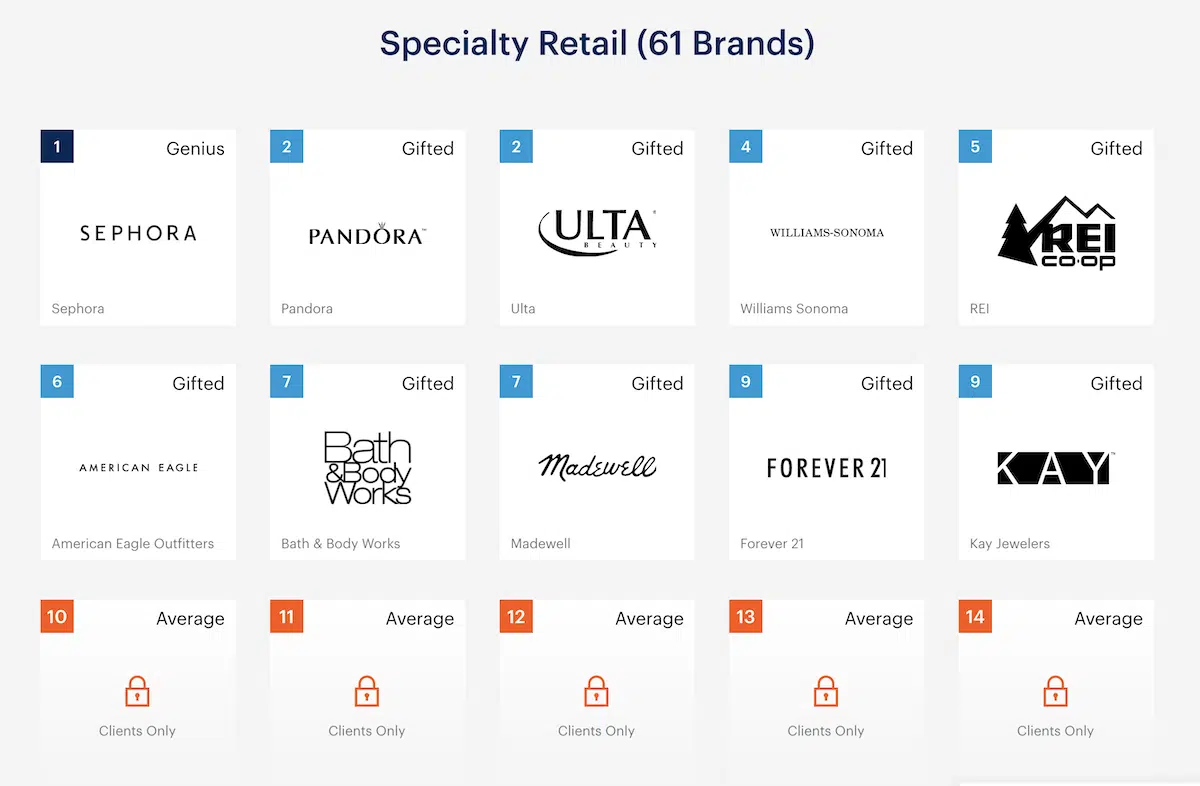 Specialty Retail (61 Brands)
1 Genius
SEPHORA
Sephora
2 Gifted
PANDORA™
Pandora
2 Gifted
ULTA
BEAUTY
Ulta
4 Gifted
WILLIAMS-SONOMA
Williams Sonoma
5 Gifted
REI
co·op
REI
6 Gifted
AMERICAN EAGLE
American Eagle Outfitters
7 Gifted
Bath
&Body
Works
Bath & Body Works
7 Gifted
Madewell
Madewell
9 Gifted
FOREVER 21
Forever 21
9 Gifted
KAY™
Kay Jewelers
10 Average
Clients Only
11 Average
Clients Only
12 Average
Clients Only
13 Average
Clients Only
14 Average
Clients Only